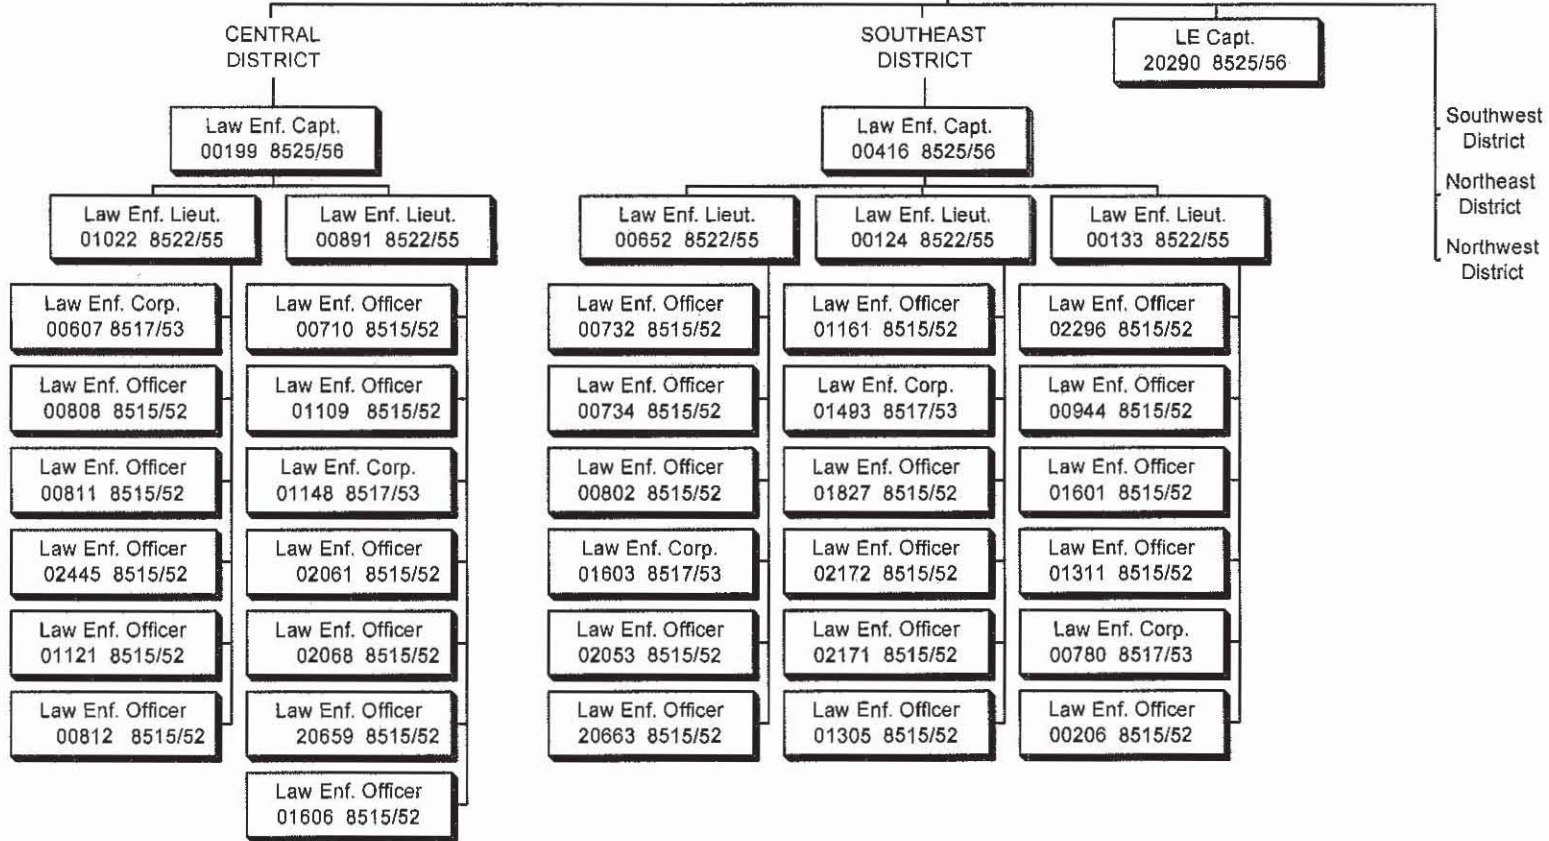 CENTRAL
DISTRICT
Law Enf. Capt.
00199 8525/56
Law Enf. Lieut.
01022 8522/55
Law Enf. Corp.
00607 8517/53
Law Enf. Officer
00808 8515/52
Law Enf. Officer
00811 8515/52
Law Enf. Officer
02445 8515/52
Law Enf. Officer
01121 8515/52
Law Enf. Officer
00812 8515/52
Law Enf. Lieut.
00891 8522/55
Law Enf. Officer
00710 8515/52
Law Enf. Officer
01109 8515/52
Law Enf. Corp.
01148 8517/53
Law Enf. Officer
02061 8515/52
Law Enf. Officer
02068 8515/52
Law Enf. Officer
20659 8515/52
Law Enf. Officer
01606 8515/52
SOUTHEAST
DISTRICT
Law Enf. Capt.
00416 8525/56
Law Enf. Lieut.
00652 8522/55
Law Enf. Officer
00732 8515/52
Law Enf. Officer
00734 8515/52
Law Enf. Officer
00802 8515/52
Law Enf. Corp.
01603 8517/53
Law Enf. Officer
02053 8515/52
Law Enf. Officer
20663 8515/52
Law Enf. Lieut.
00124 8522/55
Law Enf. Officer
01161 8515/52
Law Enf. Corp.
01493 8517/53
Law Enf. Officer
01827 8515/52
Law Enf. Officer
02172 8515/52
Law Enf. Officer
02171 8515/52
Law Enf. Officer
01305 8515/52
Law Enf. Lieut.
00133 8522/55
Law Enf. Officer
02296 8515/52
Law Enf. Officer
00944 8515/52
Law Enf. Officer
01601 8515/52
Law Enf. Officer
01311 8515/52
Law Enf. Corp.
00780 8517/53
Law Enf. Officer
00206 8515/52
LE Capt.
20290 8525/56
Southwest
District
Northeast
District
Northwest
District